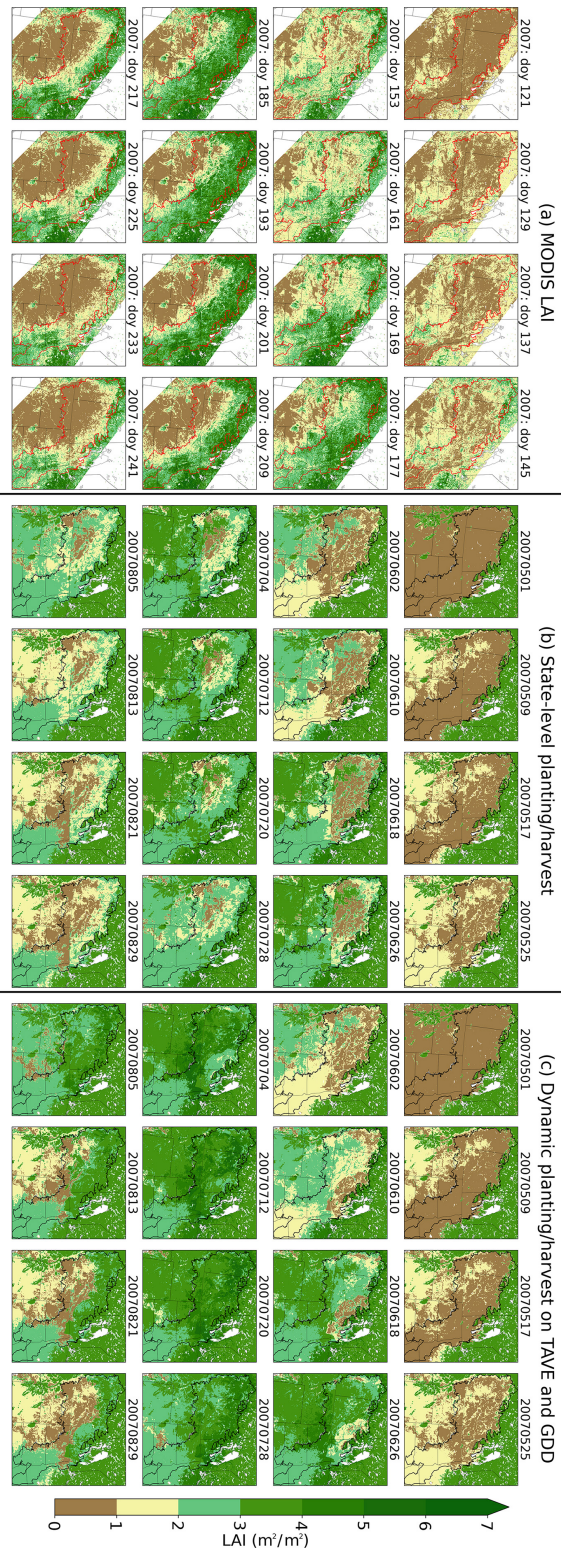 (a) MODIS LAI
2007: doy 121
2007: doy 129
2007: doy 137
2007: doy 145
2007: doy 153
2007: doy 161
2007: doy 169
2007: doy 177
2007: doy 185
2007: doy 193
2007: doy 201
2007: doy 209
2007: doy 217
2007: doy 225
2007: doy 233
2007: doy 241
(b) State-level planting/harvest
20070501
20070509
20070517
20070525
20070602
20070610
20070618
20070626
20070704
20070712
20070720
20070728
20070805
20070813
20070821
20070829
(c) Dynamic planting/harvest on TAVE and GDD
20070501
20070509
20070517
20070525
20070602
20070610
20070618
20070626
20070704
20070712
20070720
20070728
20070805
20070813
20070821
20070829
0 1 2 3 4 5 6 7
LAI (m²/m²)